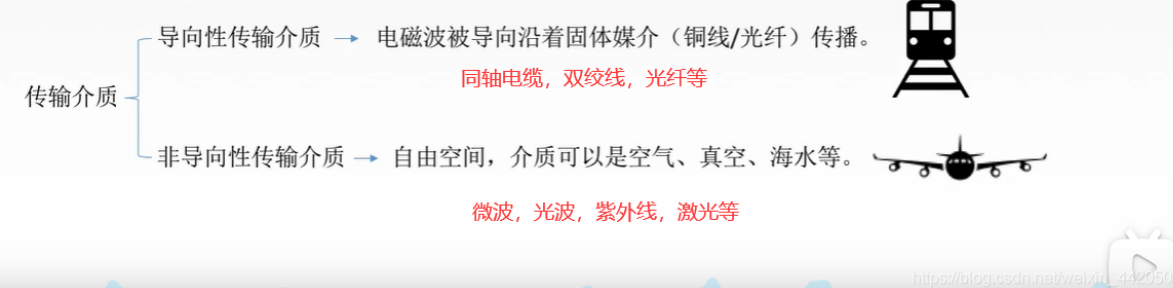 导向性传输介质 → 电磁波被导向沿着固体媒介（铜线/光纤）传播。
同轴电缆，双绞线，光纤等
传输介质
非导向性传输介质 → 自由空间，介质可以是空气、真空、海水等。
微波，光波，紫外线，激光等
https://blog.csdn.net/weixin_442050